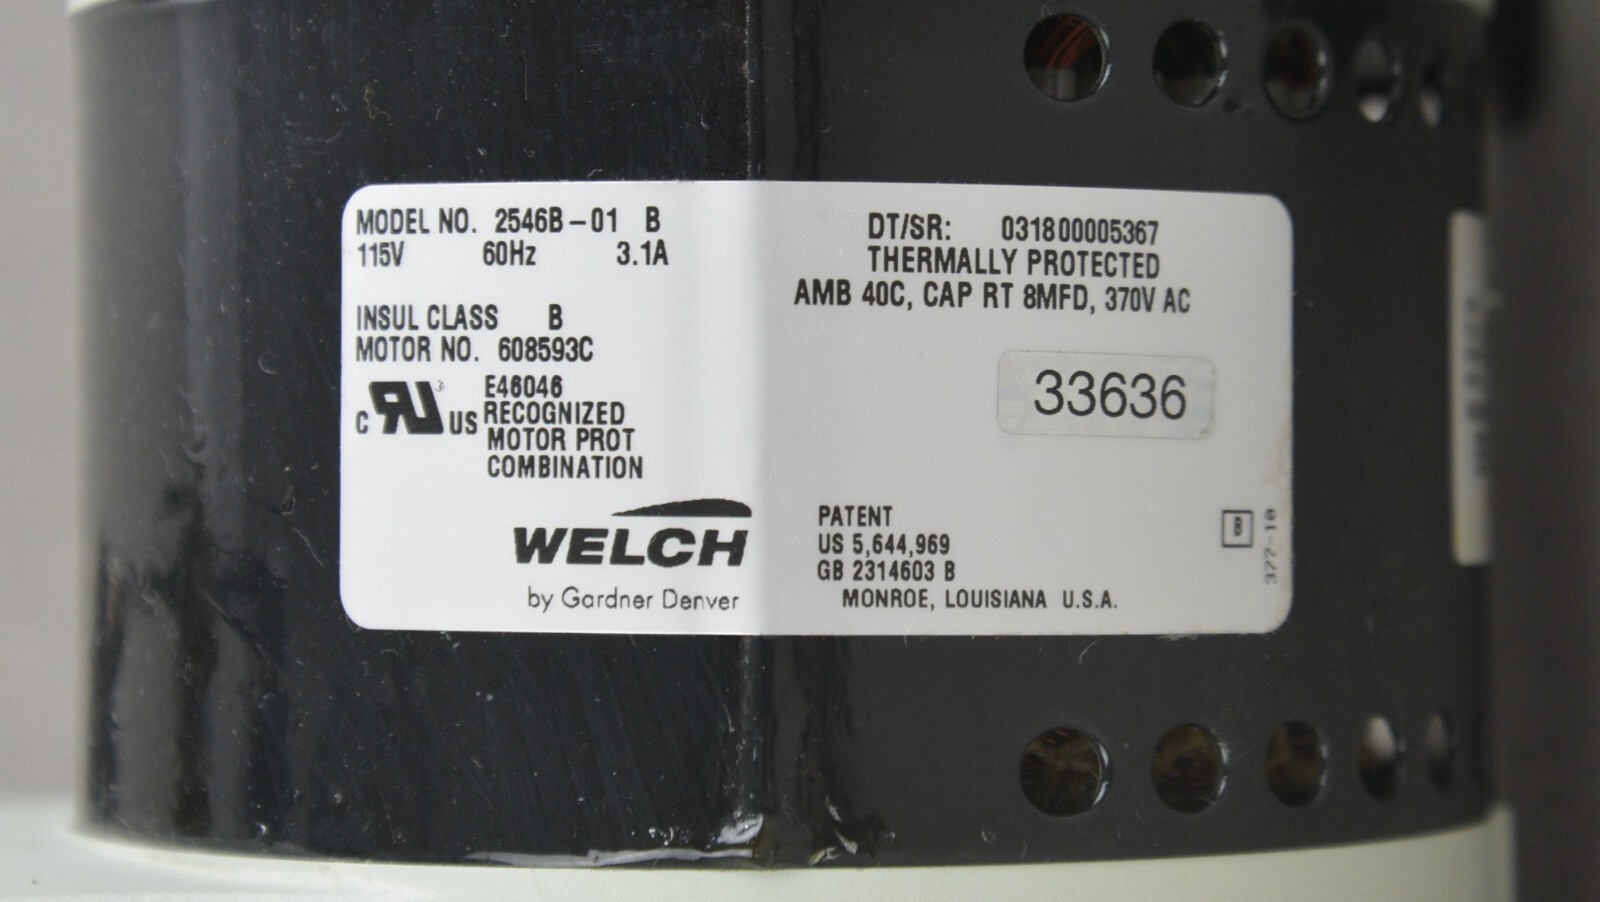 MODEL NO. 2546B-01 B
115V 60Hz 3.1A
INSUL CLASS B
MOTOR NO. 608593C
E46046
c RU US RECOGNIZED
MOTOR PROT
COMBINATION
WELCH
by Gardner Denver
DT/SR: 031800005367
THERMALLY PROTECTED
AMB 40C, CAP RT 8MFD, 370V AC
33636
PATENT
US 5,644,969
GB 2314603 B
MONROE, LOUISIANA U.S.A.
B